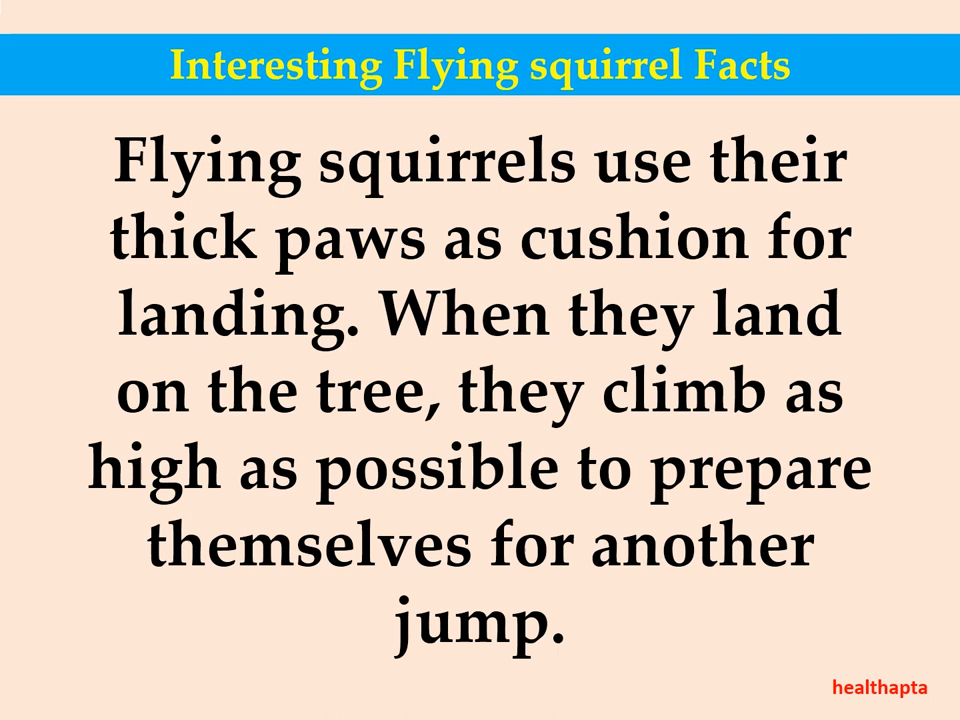 Interesting Flying squirrel Facts
Flying squirrels use their
thick paws as cushion for
landing. When they land
on the tree, they climb as
high as possible to prepare
themselves for another
jump.
healthapta